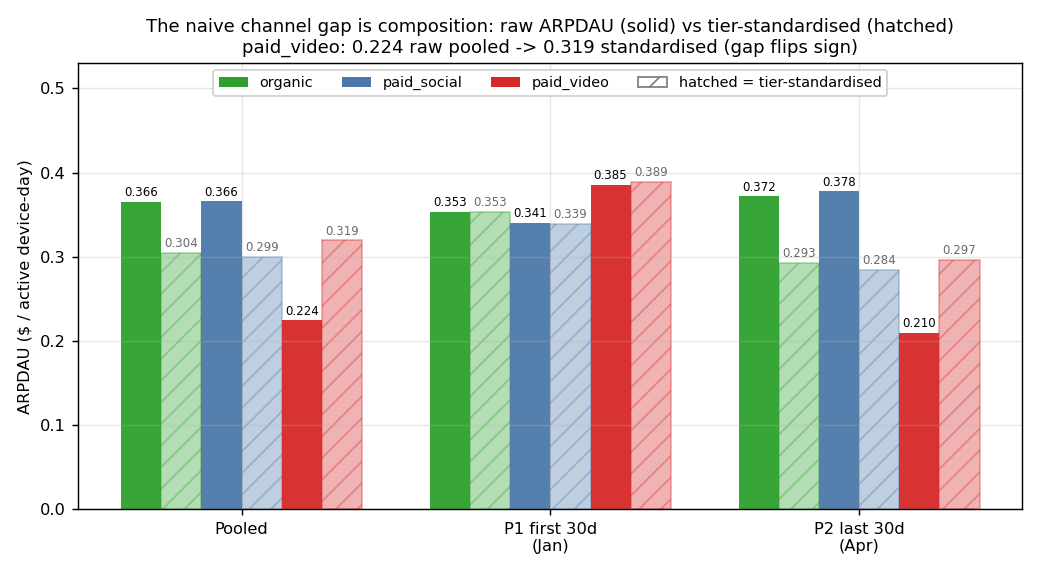 The naive channel gap is composition: raw ARPDAU (solid) vs tier-standardised (hatched)
paid_video: 0.224 raw pooled -> 0.319 standardised (gap flips sign)
organic paid_social paid_video hatched = tier-standardised
ARPDAU ($ / active device-day)
0.5
0.4
0.3
0.2
0.1
0.0
0.366 0.304 0.366 0.299 0.224 0.319
0.353 0.353 0.341 0.339 0.385 0.389
0.372 0.293 0.378 0.284 0.210 0.297
Pooled
P1 first 30d
(Jan)
P2 last 30d
(Apr)